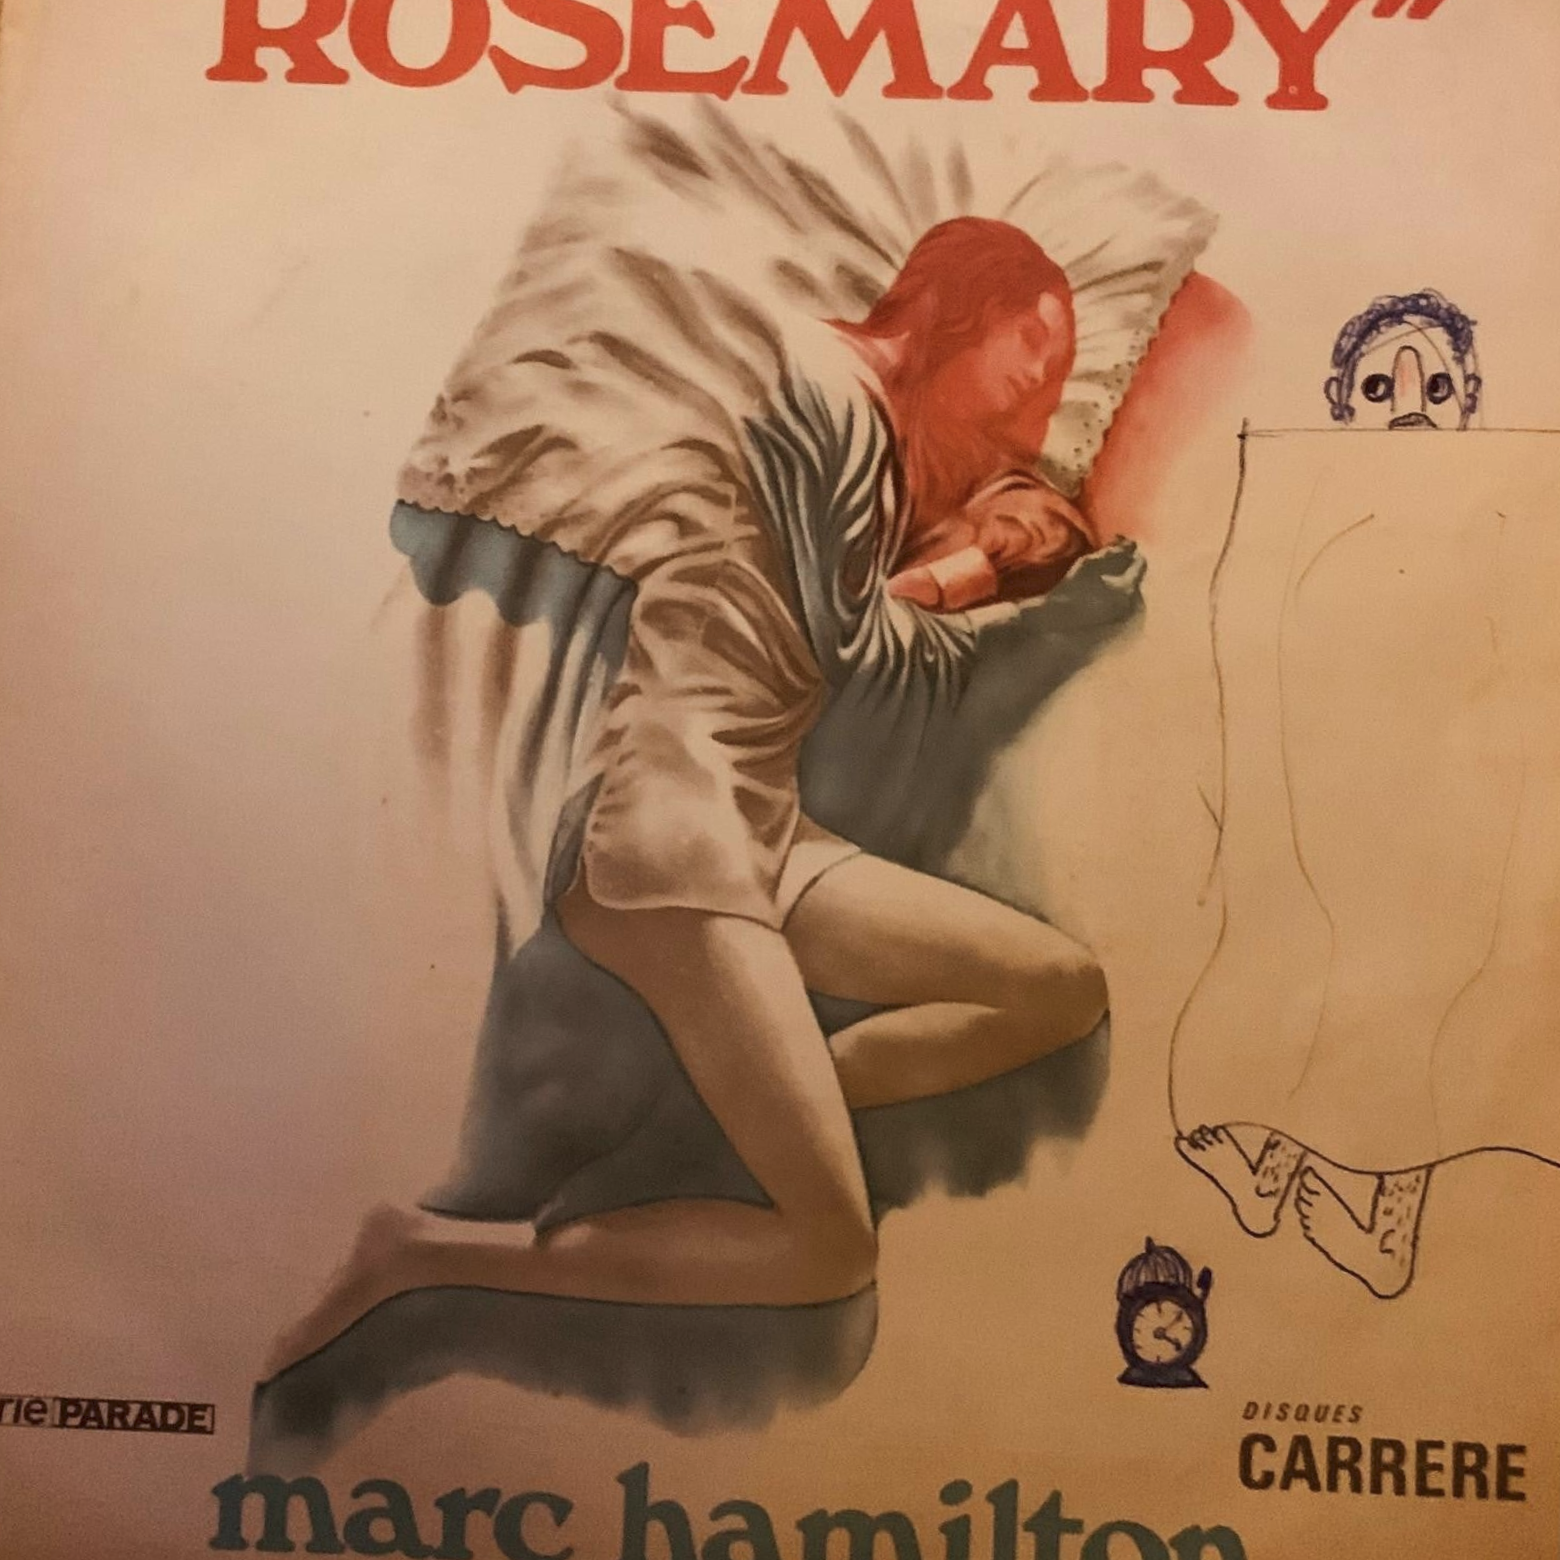 ROSEMARY"
rie PARADE
DISQUES
CARRERE
marc hamilton